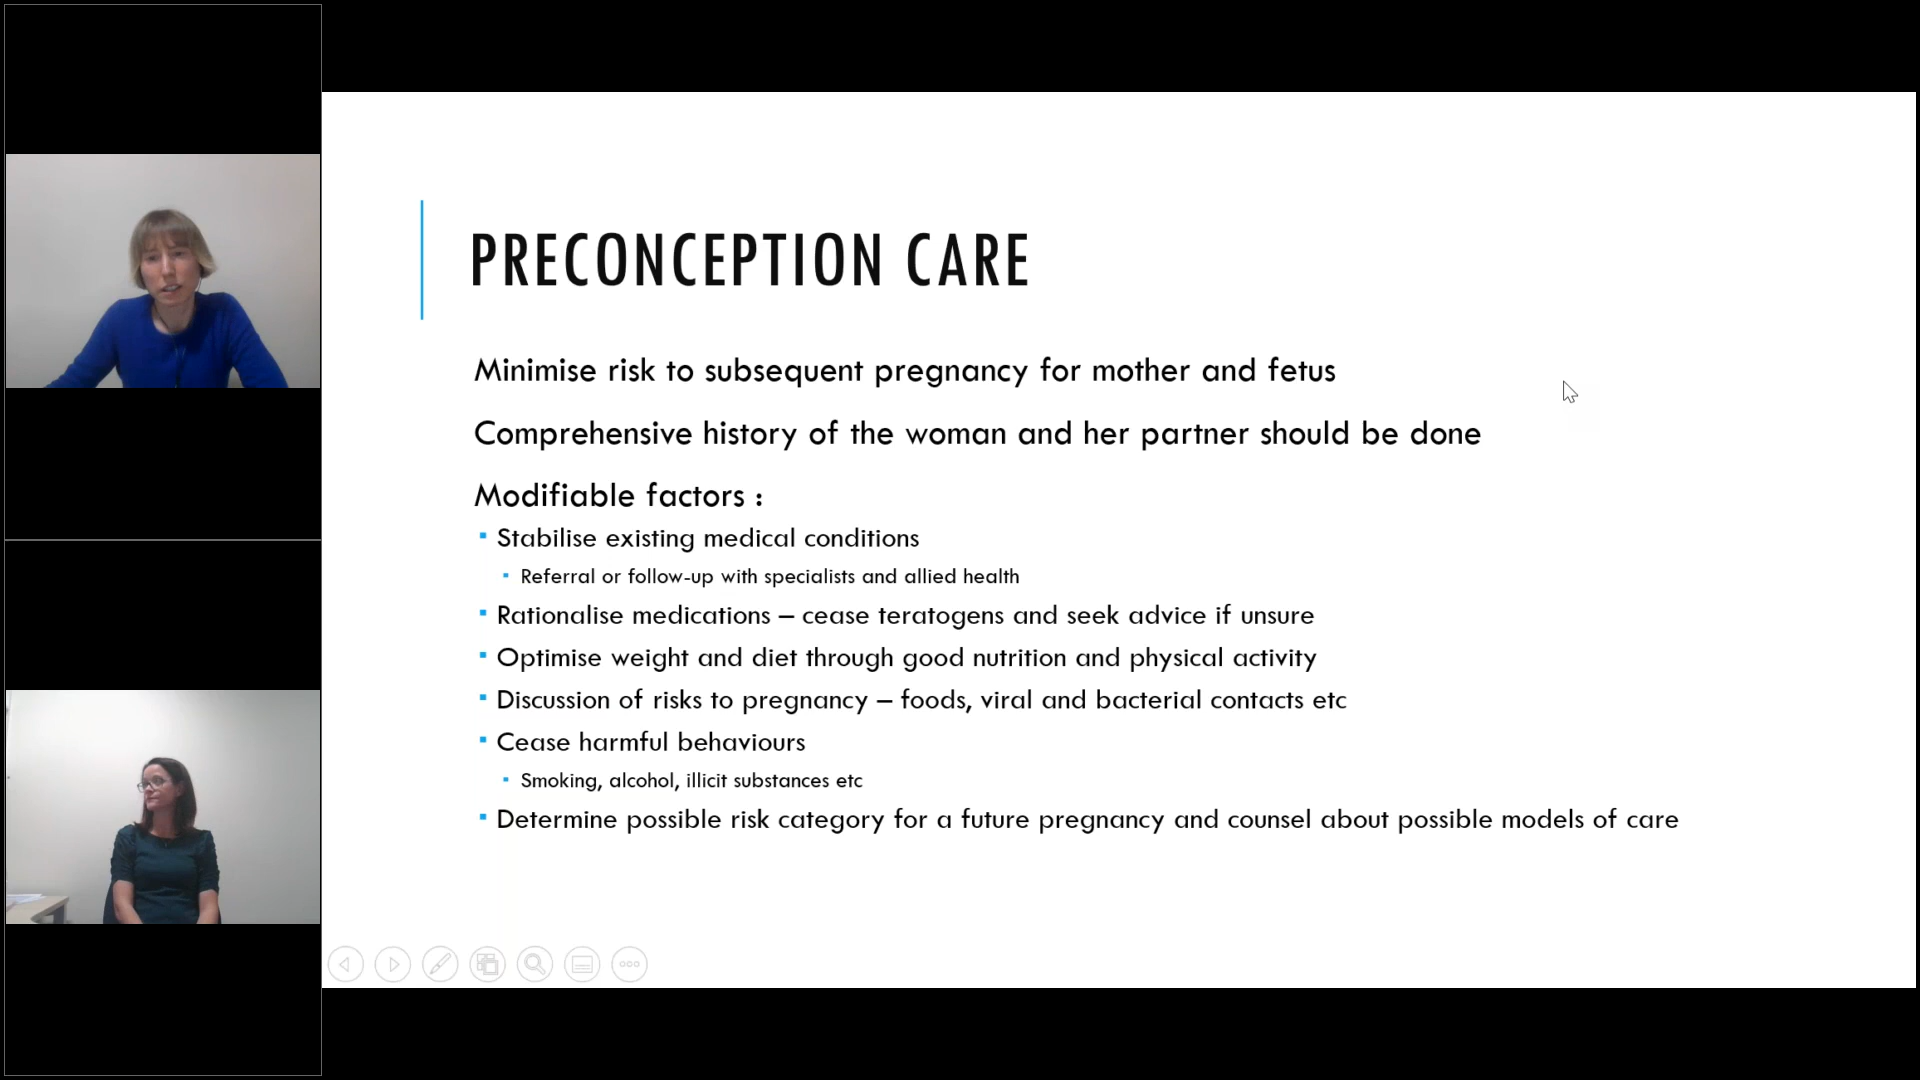 PRECONCEPTION CARE
Minimise risk to subsequent pregnancy for mother and fetus
Comprehensive history of the woman and her partner should be done
Modifiable factors :
▪ Stabilise existing medical conditions
▪ Referral or follow-up with specialists and allied health
▪ Rationalise medications – cease teratogens and seek advice if unsure
▪ Optimise weight and diet through good nutrition and physical activity
▪ Discussion of risks to pregnancy – foods, viral and bacterial contacts etc
▪ Cease harmful behaviours
▪ Smoking, alcohol, illicit substances etc
▪ Determine possible risk category for a future pregnancy and counsel about possible models of care